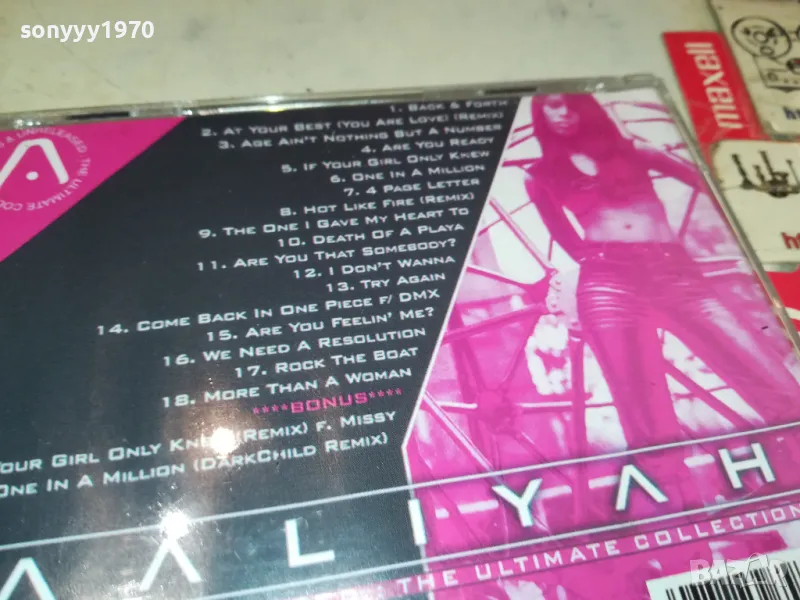 sonyyy1970
maxell
& UNRELEASED THE ULTIMATE
1. BACK & FORTH
2. AT YOUR BEST (YOU ARE LOVE) (REMIX)
3. AGE AIN'T NOTHING BUT A NUMBER
4. ARE YOU READY
5. IF YOUR GIRL ONLY KNEW
6. ONE IN A MILLION
7. 4 PAGE LETTER
8. HOT LIKE FIRE (REMIX)
9. THE ONE I GAVE MY HEART TO
10. DEATH OF A PLAYA
11. ARE YOU THAT SOMEBODY?
12. I DON'T WANNA
13. TRY AGAIN
14. COME BACK IN ONE PIECE F/ DMX
15. ARE YOU FEELIN' ME?
16. WE NEED A RESOLUTION
17. ROCK THE BOAT
18. MORE THAN A WOMAN
****BONUS****
YOUR GIRL ONLY KNEW (REMIX) F. MISSY
ONE IN A MILLION (DARKCHILD REMIX)
AALIYAH
THE ULTIMATE COLLECTION
BAZAR